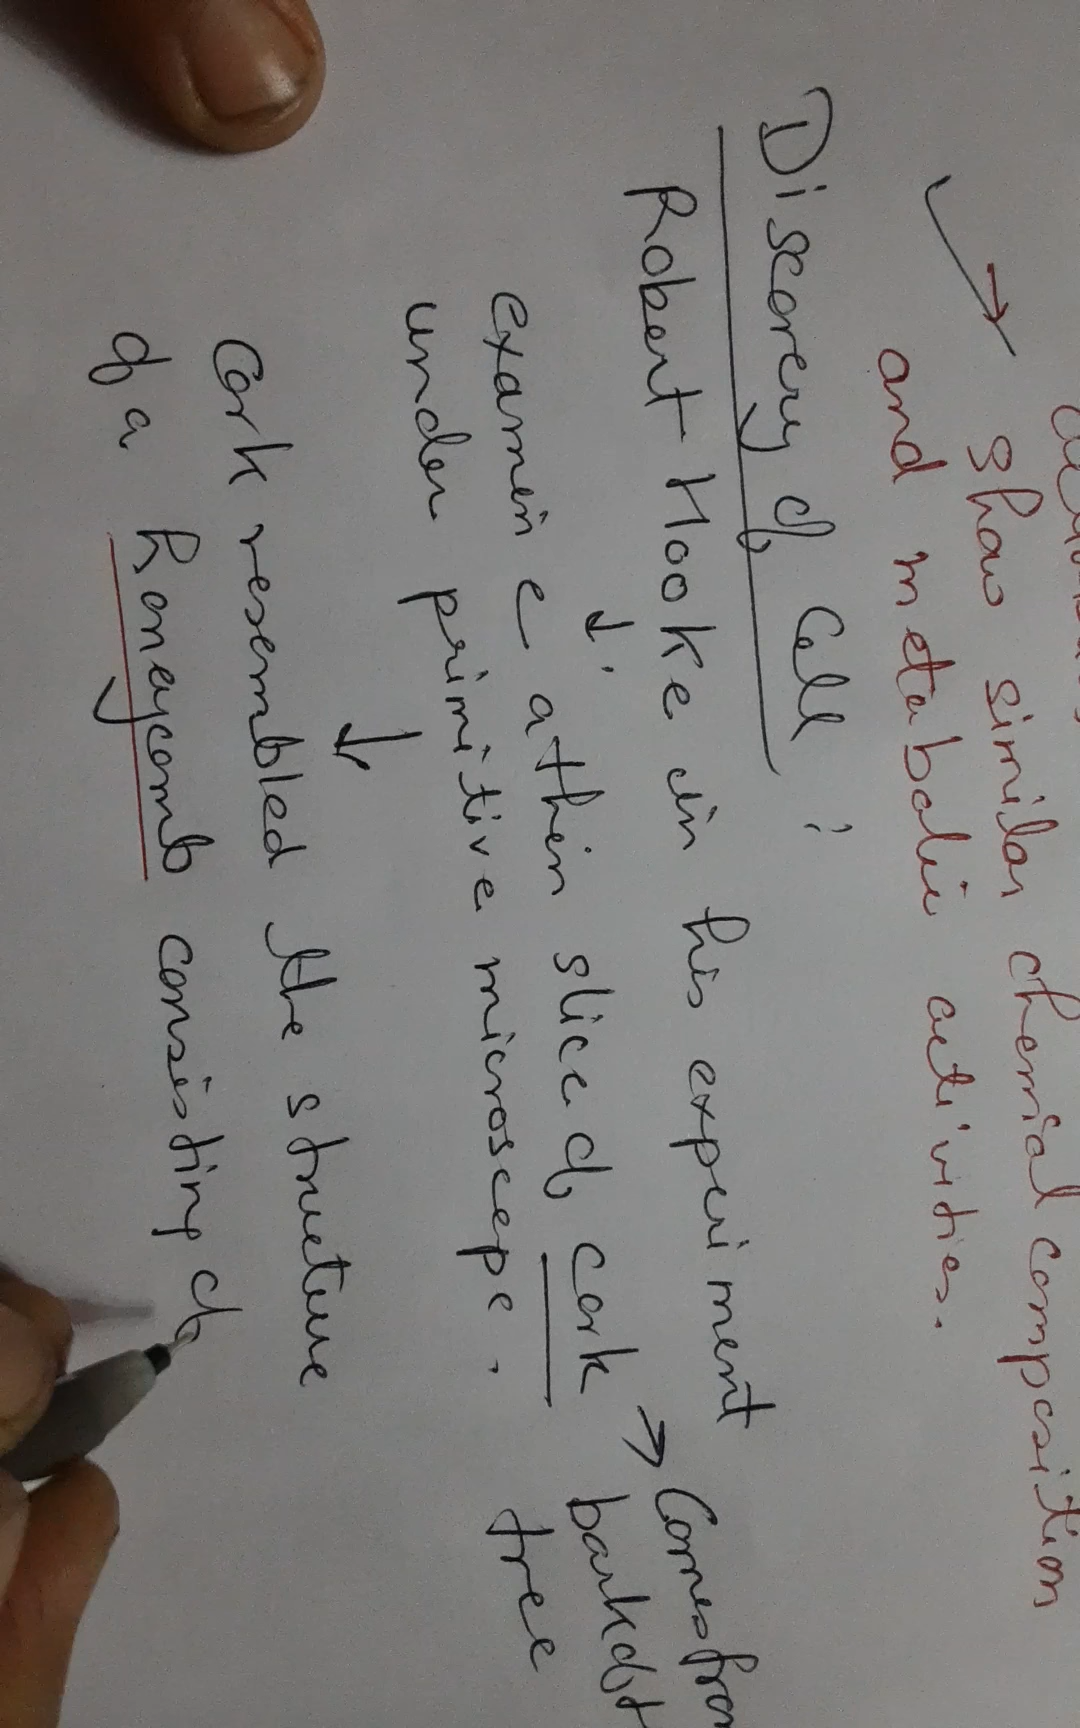 → show similar chemical composition
and metabolic activities.
Discovery of Cell :
Robert Hooke in his experiment
↓
examine a thin slice of cork → Comes from
bark of
under primitive microscope. tree
↓
Cork resembled the structure
of a honeycomb consisting of